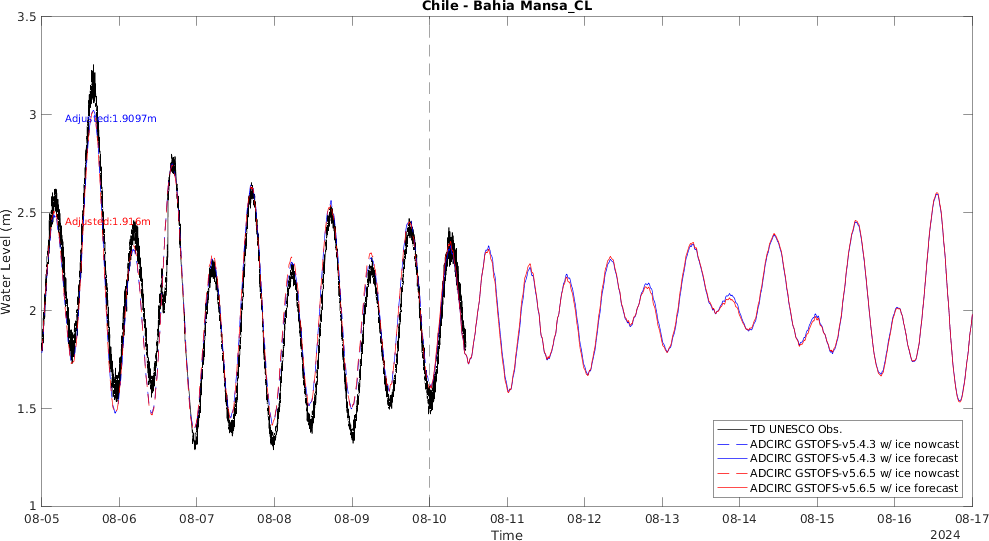 Chile - Bahia Mansa_CL
3.5
3
2.5
2
1.5
1
Water Level (m)
Adjusted:1.9097m
Adjusted:1.916m
TD UNESCO Obs.
ADCIRC GSTOFS-v5.4.3 w/ ice nowcast
ADCIRC GSTOFS-v5.4.3 w/ ice forecast
ADCIRC GSTOFS-v5.6.5 w/ ice nowcast
ADCIRC GSTOFS-v5.6.5 w/ ice forecast
08-05 08-06 08-07 08-08 08-09 08-10 08-11 08-12 08-13 08-14 08-15 08-16 08-17
Time
2024